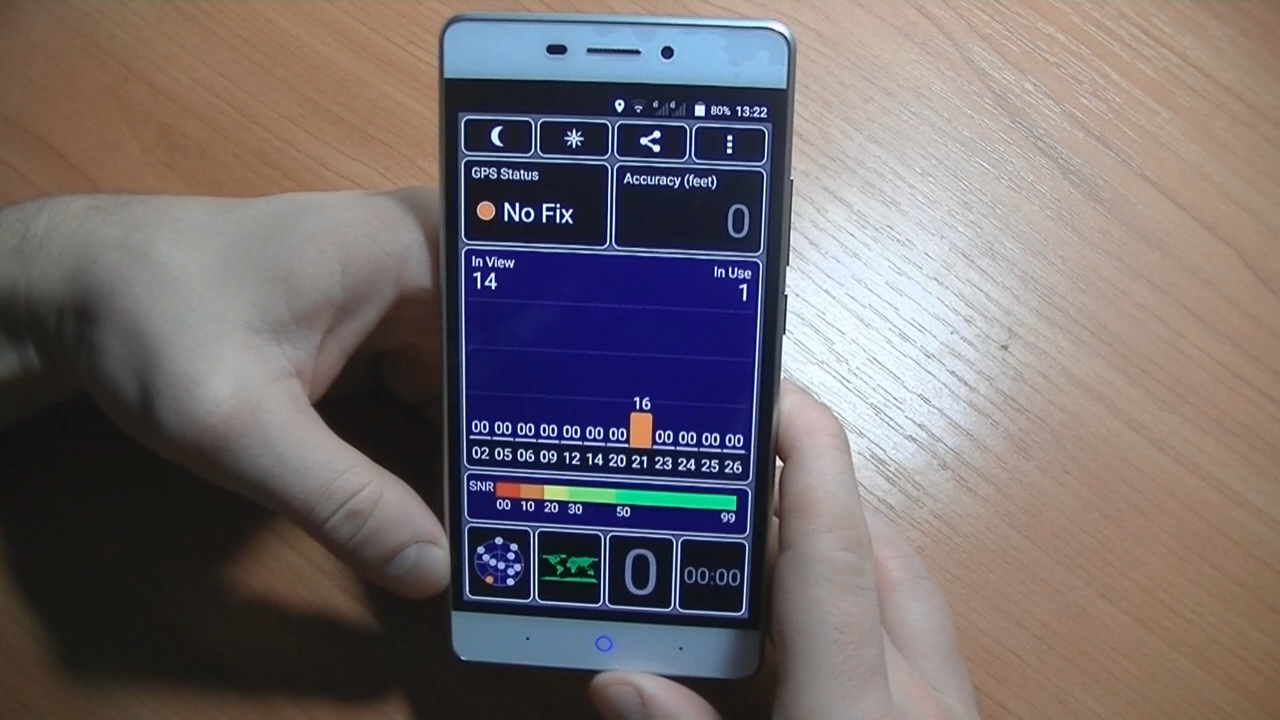 80% 13:22
GPS Status
No Fix
Accuracy (feet)
0
In View
14
In Use
1
16
00 00 00 00 00 00 00 00 00 00 00
02 05 06 09 12 14 20 21 23 24 25 26
SNR
00 10 20 30 50 99
0
00:00